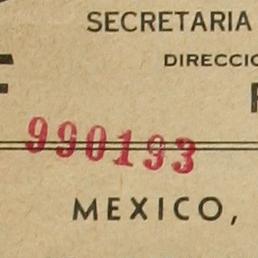 SECRETARIA
DIRECCIO
990193
MEXICO,